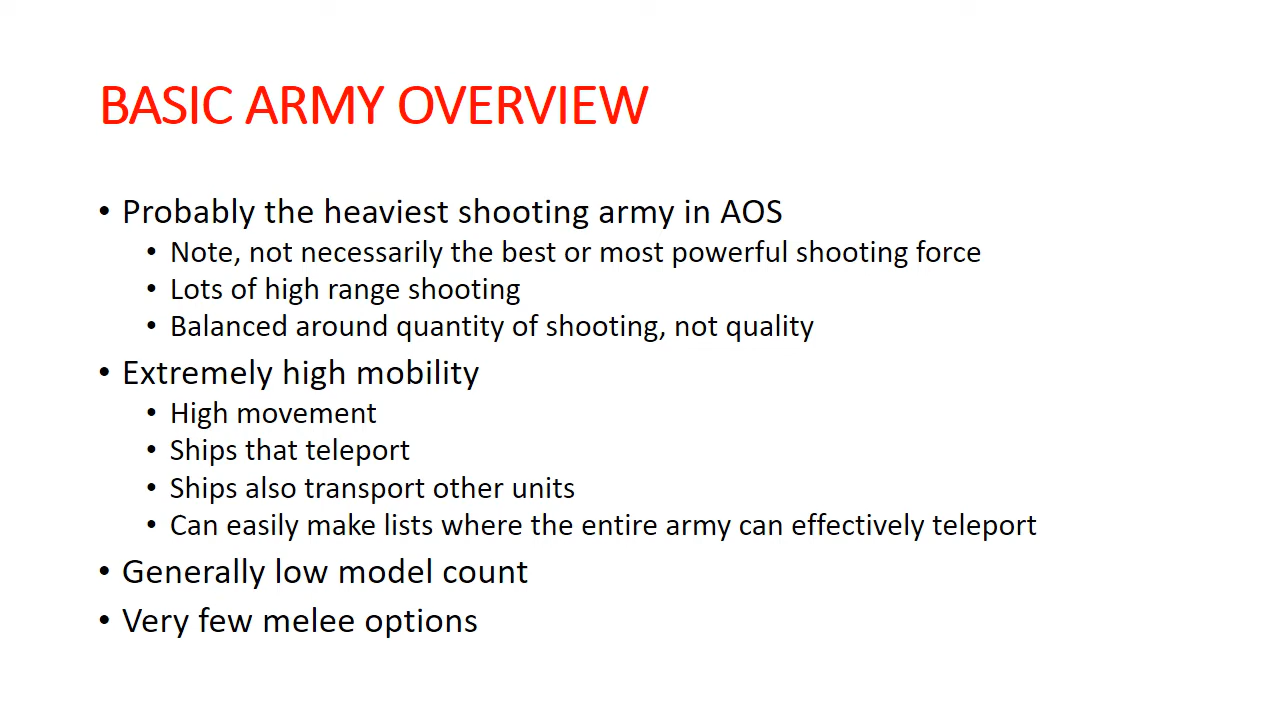 BASIC ARMY OVERVIEW
• Probably the heaviest shooting army in AOS
• Note, not necessarily the best or most powerful shooting force
• Lots of high range shooting
• Balanced around quantity of shooting, not quality
• Extremely high mobility
• High movement
• Ships that teleport
• Ships also transport other units
• Can easily make lists where the entire army can effectively teleport
• Generally low model count
• Very few melee options